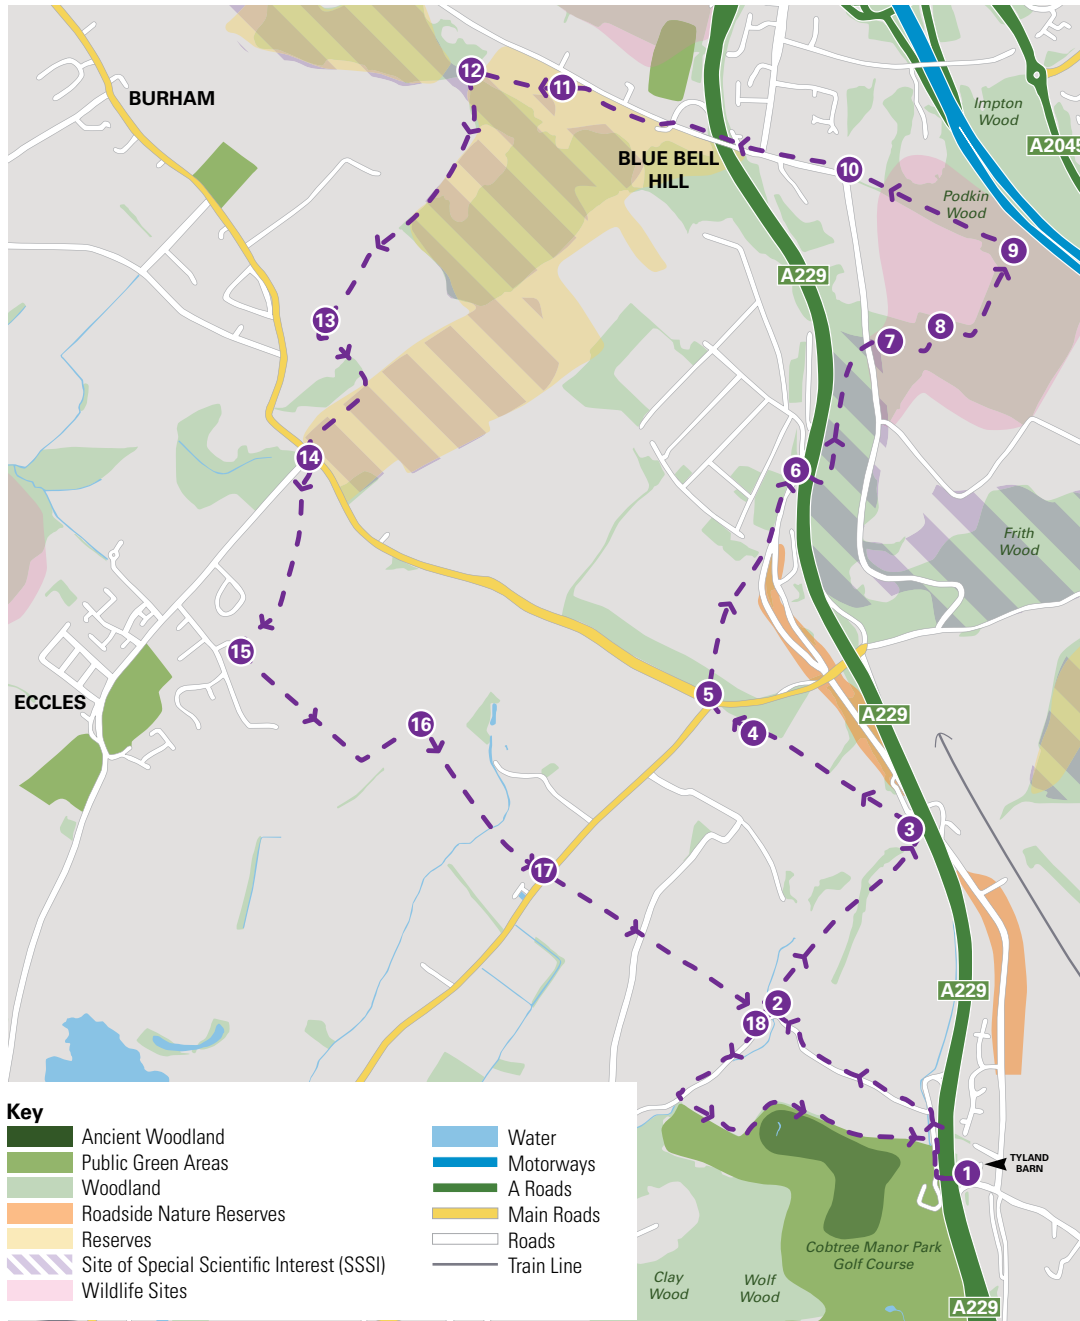 BURHAM
12
11
Impton
Wood
A2045
BLUE BELL
HILL
10
Podkin
Wood
9
A229
13
8
7
14
6
Frith
Wood
15
ECCLES
5
16
4
A229
3
17
A229
2
18
TYLAND
BARN
1
Cobtree Manor Park
Golf Course
Clay
Wood
Wolf
Wood
A229
Key
Ancient Woodland
Public Green Areas
Woodland
Roadside Nature Reserves
Reserves
Site of Special Scientific Interest (SSSI)
Wildlife Sites
Water
Motorways
A Roads
Main Roads
Roads
Train Line